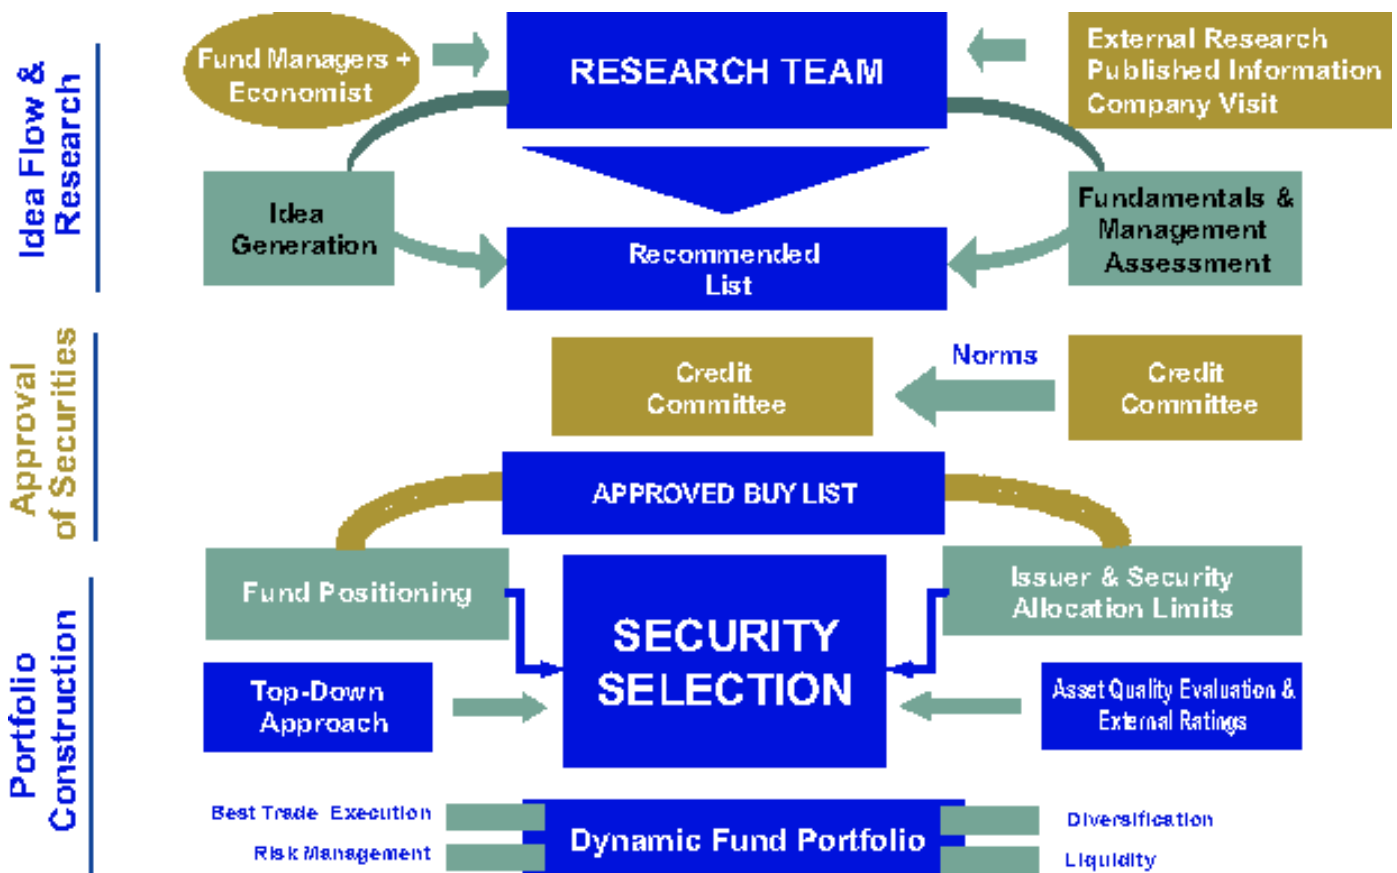 Idea Flow &
Research
Fund Managers +
Economist
RESEARCH TEAM
External Research
Published Information
Company Visit
Idea
Generation
Recommended
List
Fundamentals &
Management
Assessment
Approval
of Securities
Credit
Committee
Norms
Credit
Committee
APPROVED BUY LIST
Portfolio
Construction
Fund Positioning
SECURITY
SELECTION
Issuer & Security
Allocation Limits
Top-Down
Approach
Asset Quality Evaluation &
External Ratings
Best Trade Execution
Risk Management
Dynamic Fund Portfolio
Diversification
Liquidity